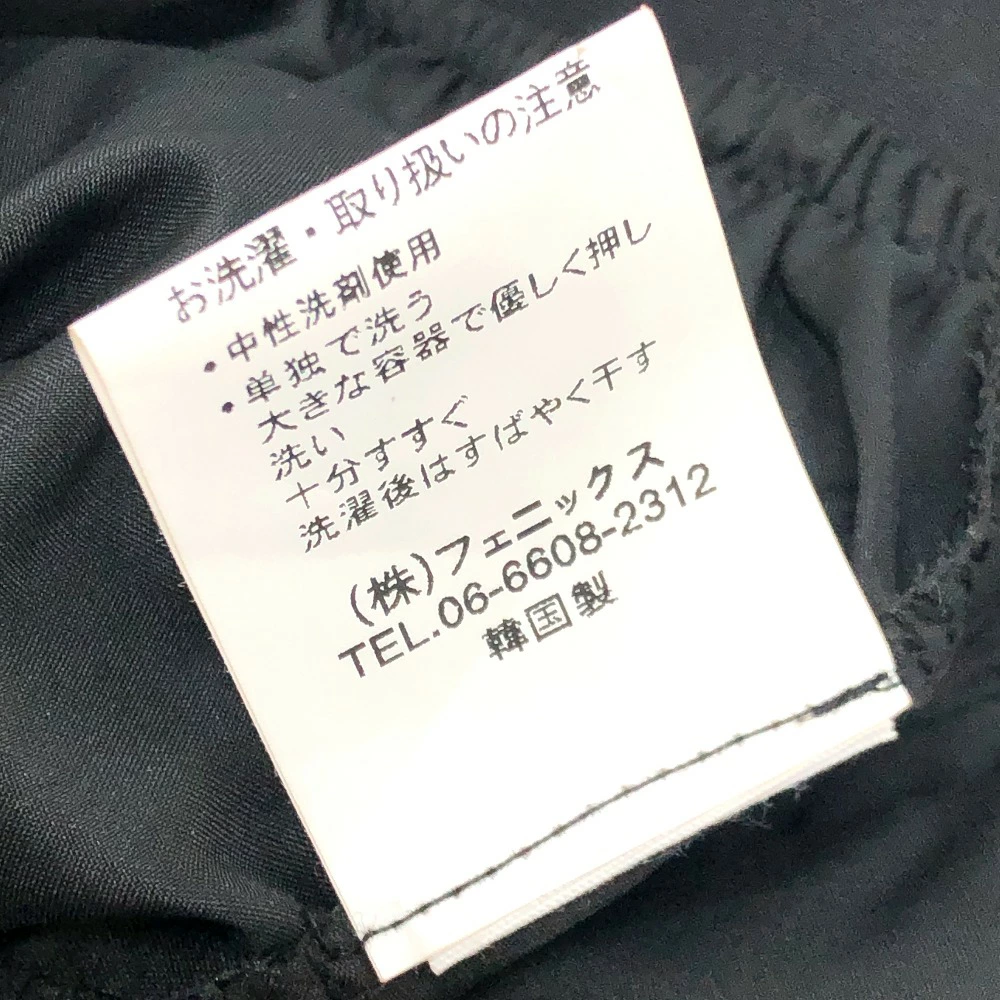 お洗濯・取り扱いの注意
・中性洗剤使用
・単独で洗う
大きな容器で優しく押し
洗い
十分すすぐ
洗濯後はすばやく干す
(株)フェニックス
TEL.06-6608-2312
韓国製